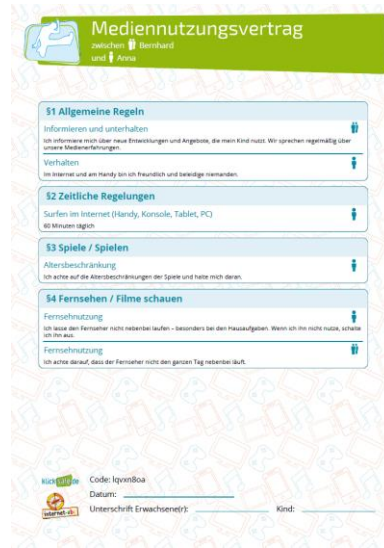 Mediennutzungsvertrag
zwischen Bernhard
und Anna
§1 Allgemeine Regeln
Informieren und unterhalten
Ich informiere mich über neue Entwicklungen und Angebote, die mein Kind nutzt. Wir sprechen regelmäßig über
unsere Medienerfahrungen.
Verhalten
Im Internet und am Handy bin ich freundlich und beleidige niemanden.
§2 Zeitliche Regelungen
Surfen im Internet (Handy, Konsole, Tablet, PC)
60 Minuten täglich
§3 Spiele / Spielen
Altersbeschränkung
Ich achte auf die Altersbeschränkungen der Spiele und halte mich daran.
§4 Fernsehen / Filme schauen
Fernsehnutzung
Ich lasse den Fernseher nicht nebenbei laufen – besonders bei den Hausaufgaben. Wenn ich ihn nicht nutze, schalte
ich ihn aus.
Fernsehnutzung
Ich achte darauf, dass der Fernseher nicht den ganzen Tag nebenbei läuft.
klicksafe.de
Code: lqvxn8oa
Datum:
internet-abc
Unterschrift Erwachsene(r): Kind: